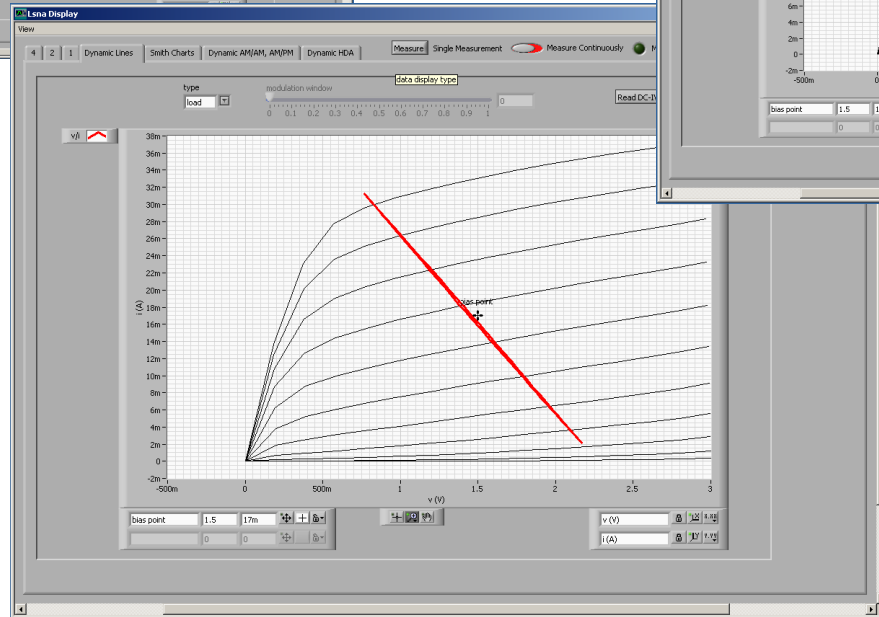 Lsna Display
View
4 2 1 Dynamic Lines Smith Charts Dynamic AM/AM, AM/PM Dynamic HDA Measure Single Measurement Measure Continuously
data display type
type
load
modulation window
0 0.1 0.2 0.3 0.4 0.5 0.6 0.7 0.8 0.9 1
0
Read DC-IV
v/i
38m
36m
34m
32m
30m
28m
26m
24m
22m
20m
18m
16m
14m
12m
10m
8m
6m
4m
2m
0
-2m
i (A)
bias point
-500m 0 500m 1 1.5 2 2.5 3
v (V)
bias point 1.5 17m
0 0
v (V)
i (A)
6m
4m
2m
0
-2m
-500m 0
bias point 1.5
0